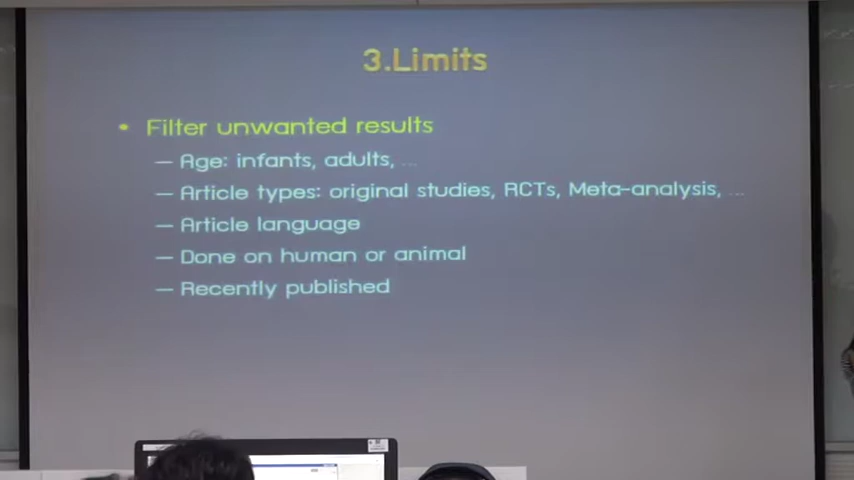 3.Limits
• Filter unwanted results
– Age: infants, adults, ...
– Article types: original studies, RCTs, Meta-analysis, ...
– Article language
– Done on human or animal
– Recently published